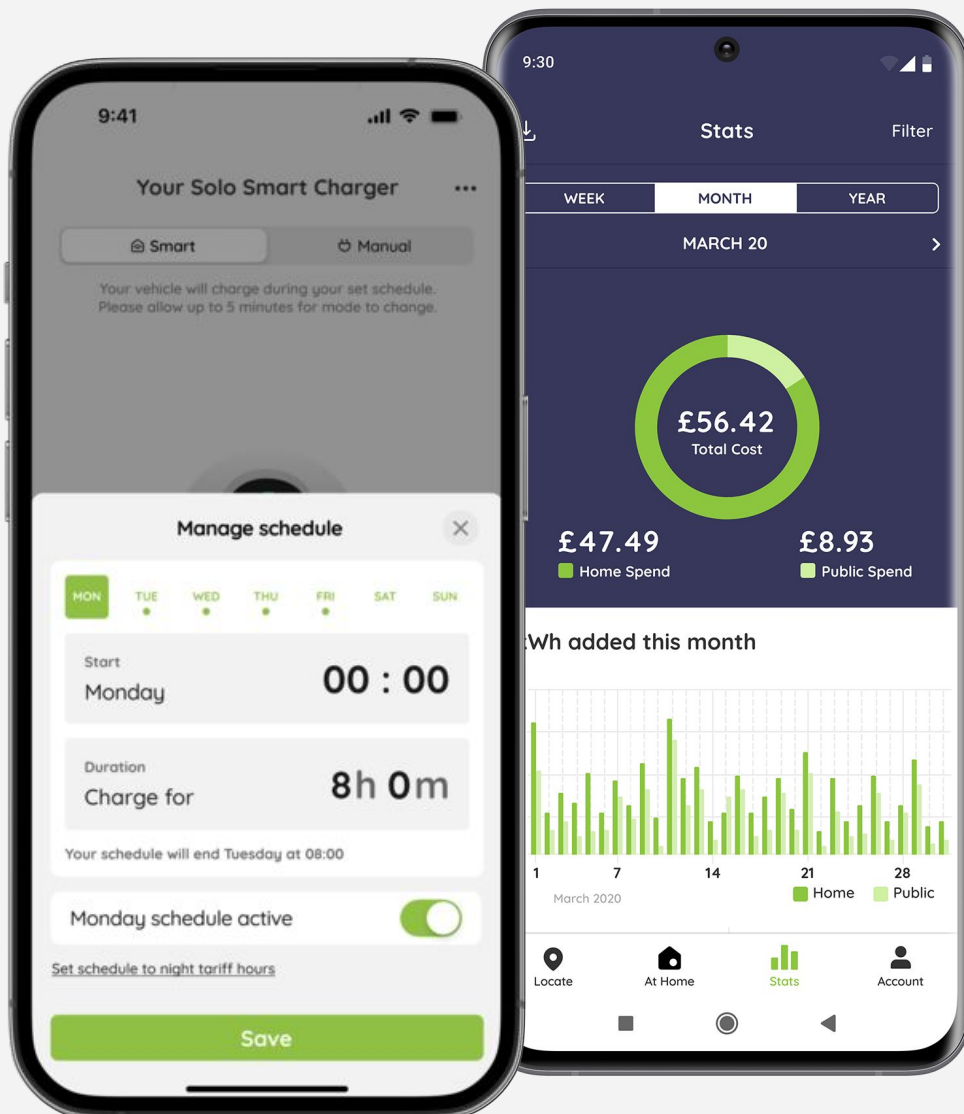 9:41
Your Solo Smart Charger
Smart
Manual
Your vehicle will charge during your set schedule.
Please allow up to 5 minutes for mode to change.
Manage schedule
MON TUE WED THU FRI SAT SUN
Start
Monday
00 : 00
Duration
Charge for
8h 0m
Your schedule will end Tuesday at 08:00
Monday schedule active
Set schedule to night tariff hours
Save
9:30
Stats
Filter
WEEK MONTH YEAR
MARCH 20
£56.42
Total Cost
£47.49
Home Spend
£8.93
Public Spend
Wh added this month
1 7 14 21 28
March 2020
Home Public
Locate At Home Stats Account